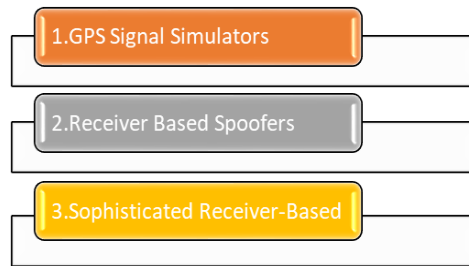 1.GPS Signal Simulators
2.Receiver Based Spoofers
3.Sophisticated Receiver-Based